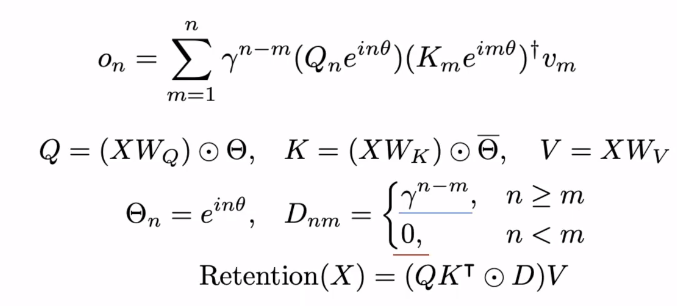 o_n = \sum_{m=1}^{n} \gamma^{n-m}(Q_n e^{in\theta})(K_m e^{im\theta})^\dagger v_m
Q = (XW_Q) \odot \Theta, \quad K = (XW_K) \odot \overline{\Theta}, \quad V = XW_V
\Theta_n = e^{in\theta}, \quad D_{nm} = \begin{cases} \gamma^{n-m}, & n \geq m \\ 0, & n < m \end{cases}
\text{Retention}(X) = (QK^\intercal \odot D)V